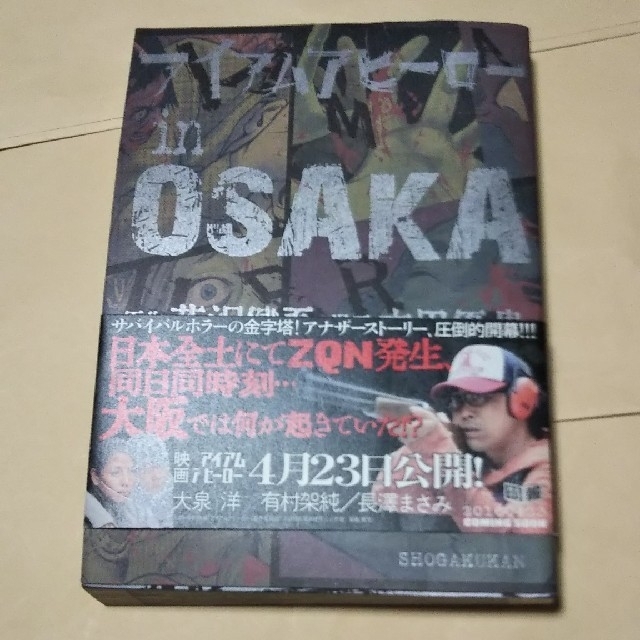 アイアムアヒーロー
in
OSAKA
サバイバルホラーの金字塔！アナザーストーリー、圧倒的開幕!!!
日本全土にてZQN発生、
同日同時刻…
大阪では何が起きていた!?
映画 アイアムアヒーロー 4月23日公開！
大泉 洋 有村架純／長澤まさみ
COMING SOON
SHOGAKUKAN